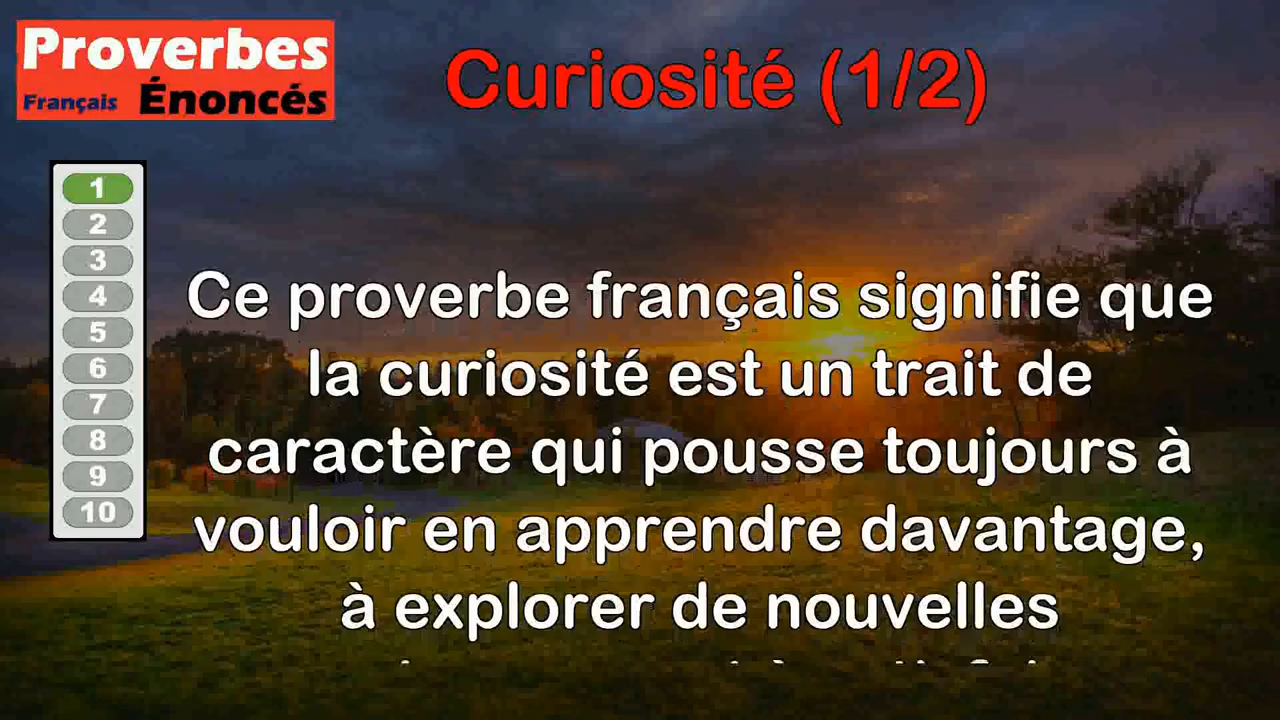 Proverbes
Français Énoncés
Curiosité (1/2)
1
2
3
4
5
6
7
8
9
10
Ce proverbe français signifie que
la curiosité est un trait de
caractère qui pousse toujours à
vouloir en apprendre davantage,
à explorer de nouvelles